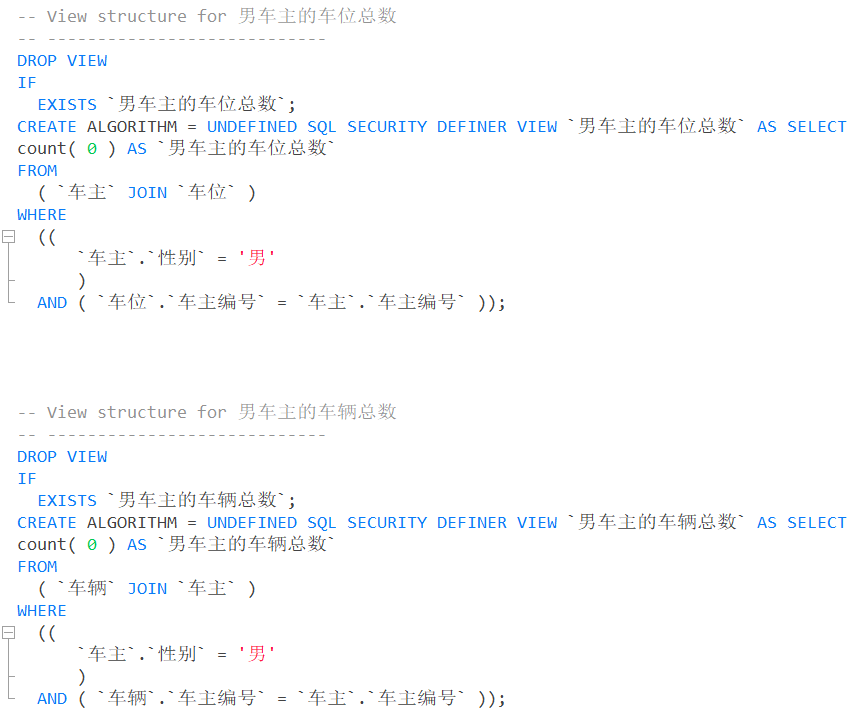 -- View structure for 男车主的车位总数
-- ----------------------------
DROP VIEW
IF
EXISTS `男车主的车位总数`;
CREATE ALGORITHM = UNDEFINED SQL SECURITY DEFINER VIEW `男车主的车位总数` AS SELECT
count( 0 ) AS `男车主的车位总数`
FROM
( `车主` JOIN `车位` )
WHERE
((
`车主`.`性别` = '男'
)
AND ( `车位`.`车主编号` = `车主`.`车主编号` ));
-- View structure for 男车主的车辆总数
-- ----------------------------
DROP VIEW
IF
EXISTS `男车主的车辆总数`;
CREATE ALGORITHM = UNDEFINED SQL SECURITY DEFINER VIEW `男车主的车辆总数` AS SELECT
count( 0 ) AS `男车主的车辆总数`
FROM
( `车辆` JOIN `车主` )
WHERE
((
`车主`.`性别` = '男'
)
AND ( `车辆`.`车主编号` = `车主`.`车主编号` ));